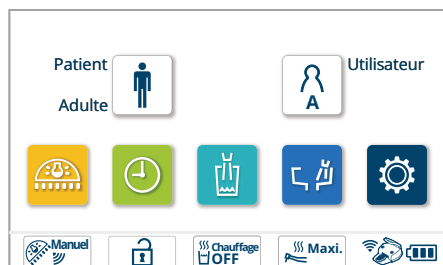 Patient
Utilisateur
Adulte
A
Manuel
Chauffage
OFF
Maxi.